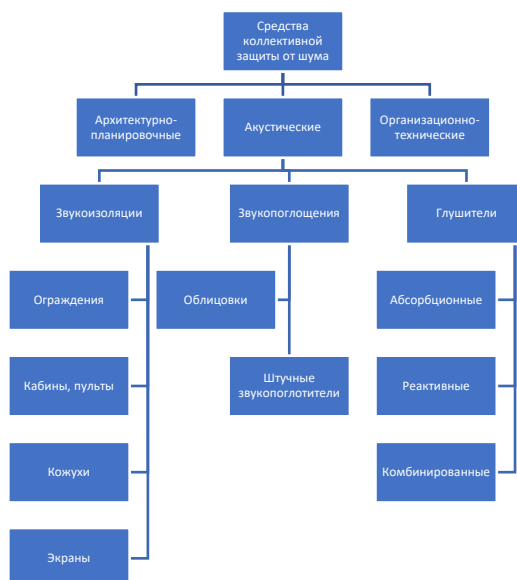 Средства
коллективной
защиты от шума
Архитектурно-
планировочные
Акустические
Организационно-
технические
Звукоизоляции
Звукопоглощения
Глушители
Ограждения
Облицовки
Абсорбционные
Кабины, пульты
Штучные
звукопоглотители
Реактивные
Кожухи
Комбинированные
Экраны